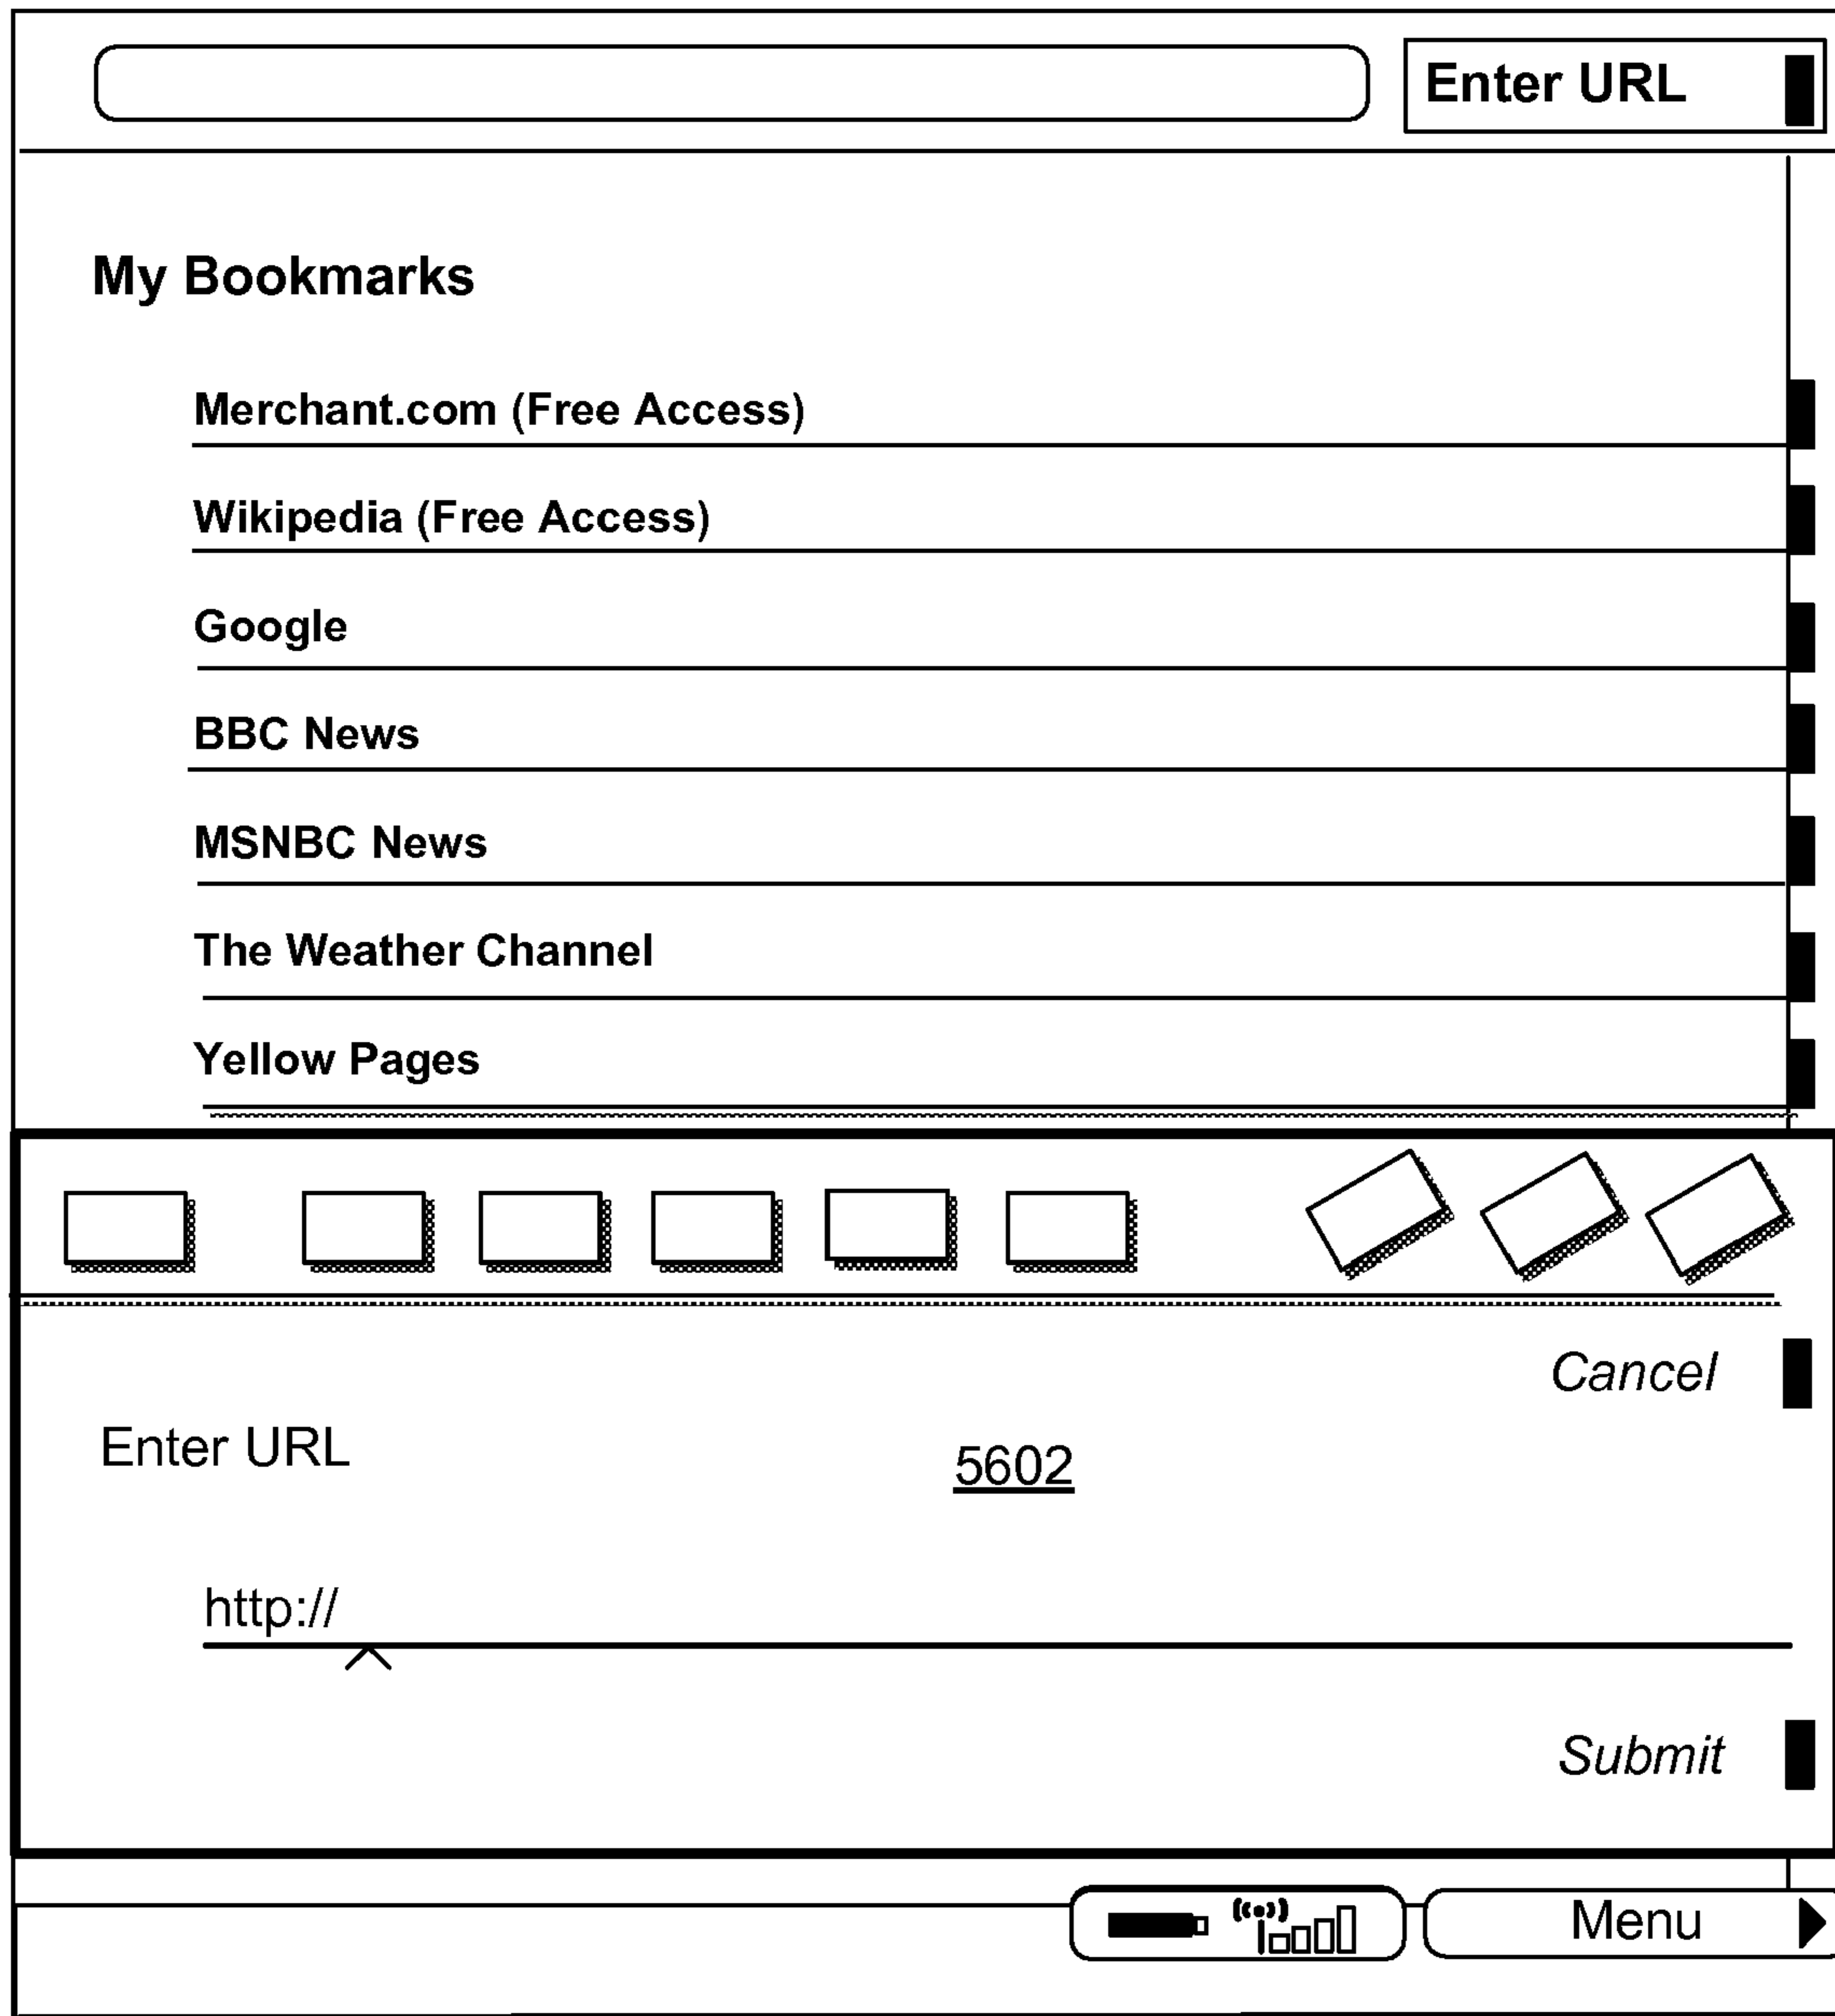 Enter URL
My Bookmarks
Merchant.com (Free Access)
Wikipedia (Free Access)
Google
BBC News
MSNBC News
The Weather Channel
Yellow Pages
Cancel
Enter URL
5602
http://
Submit
Menu